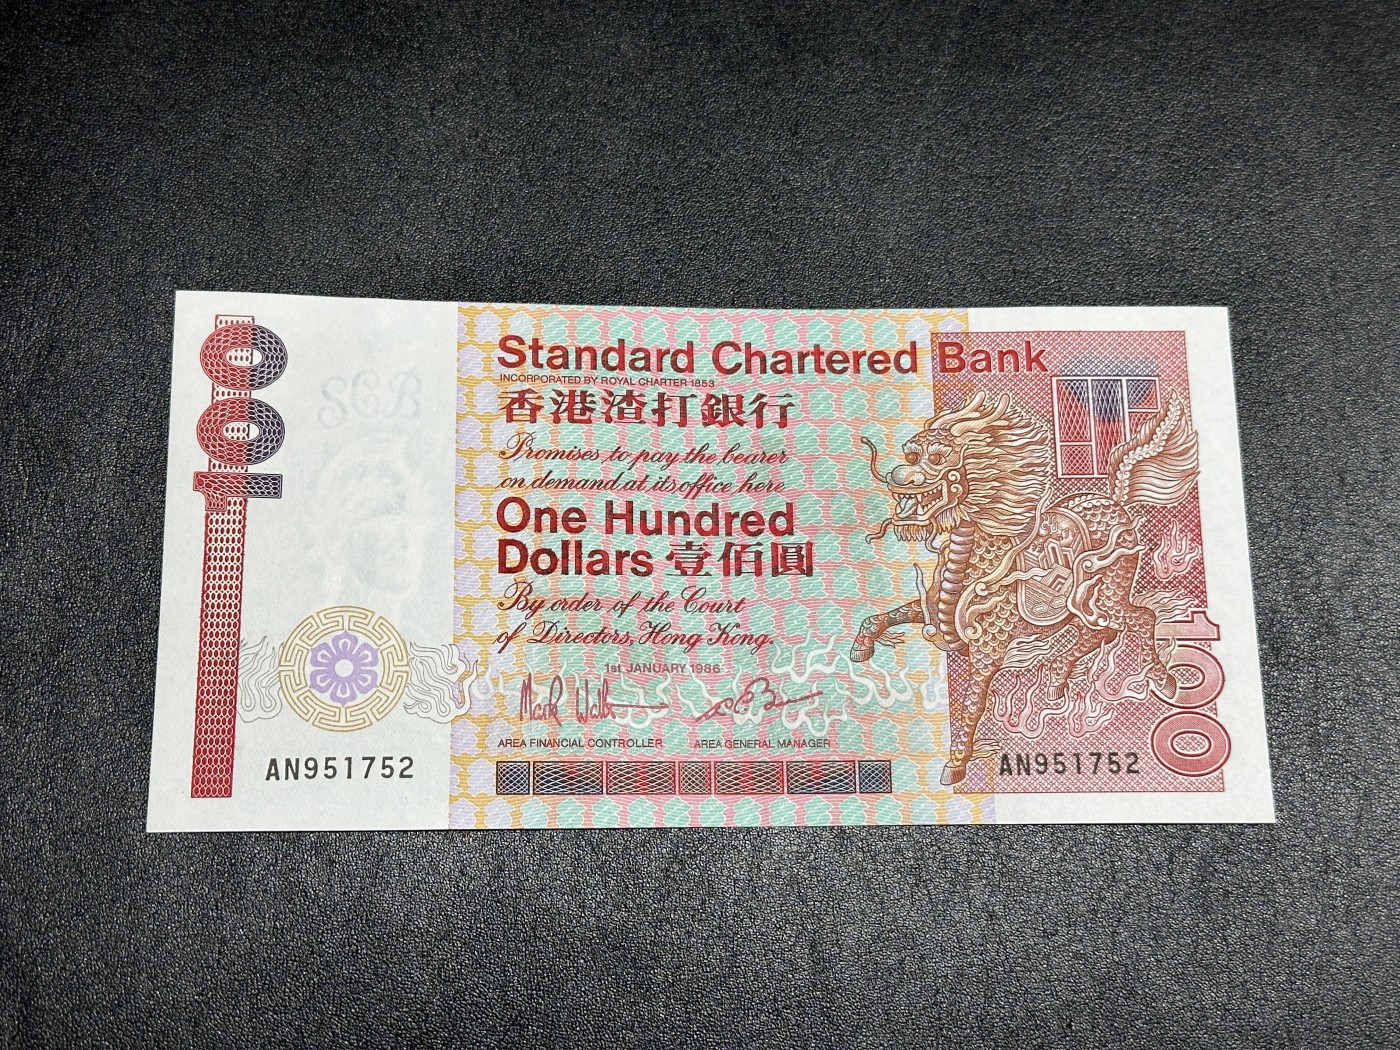 100
SCB
Standard Chartered Bank
INCORPORATED BY ROYAL CHARTER 1853
香港渣打銀行
Promises to pay the bearer
on demand at its office here
One Hundred
Dollars 壹佰圓
By order of the Court
of Directors, Hong Kong.
1st JANUARY 1986
AREA FINANCIAL CONTROLLER
AREA GENERAL MANAGER
AN951752
AN951752
100